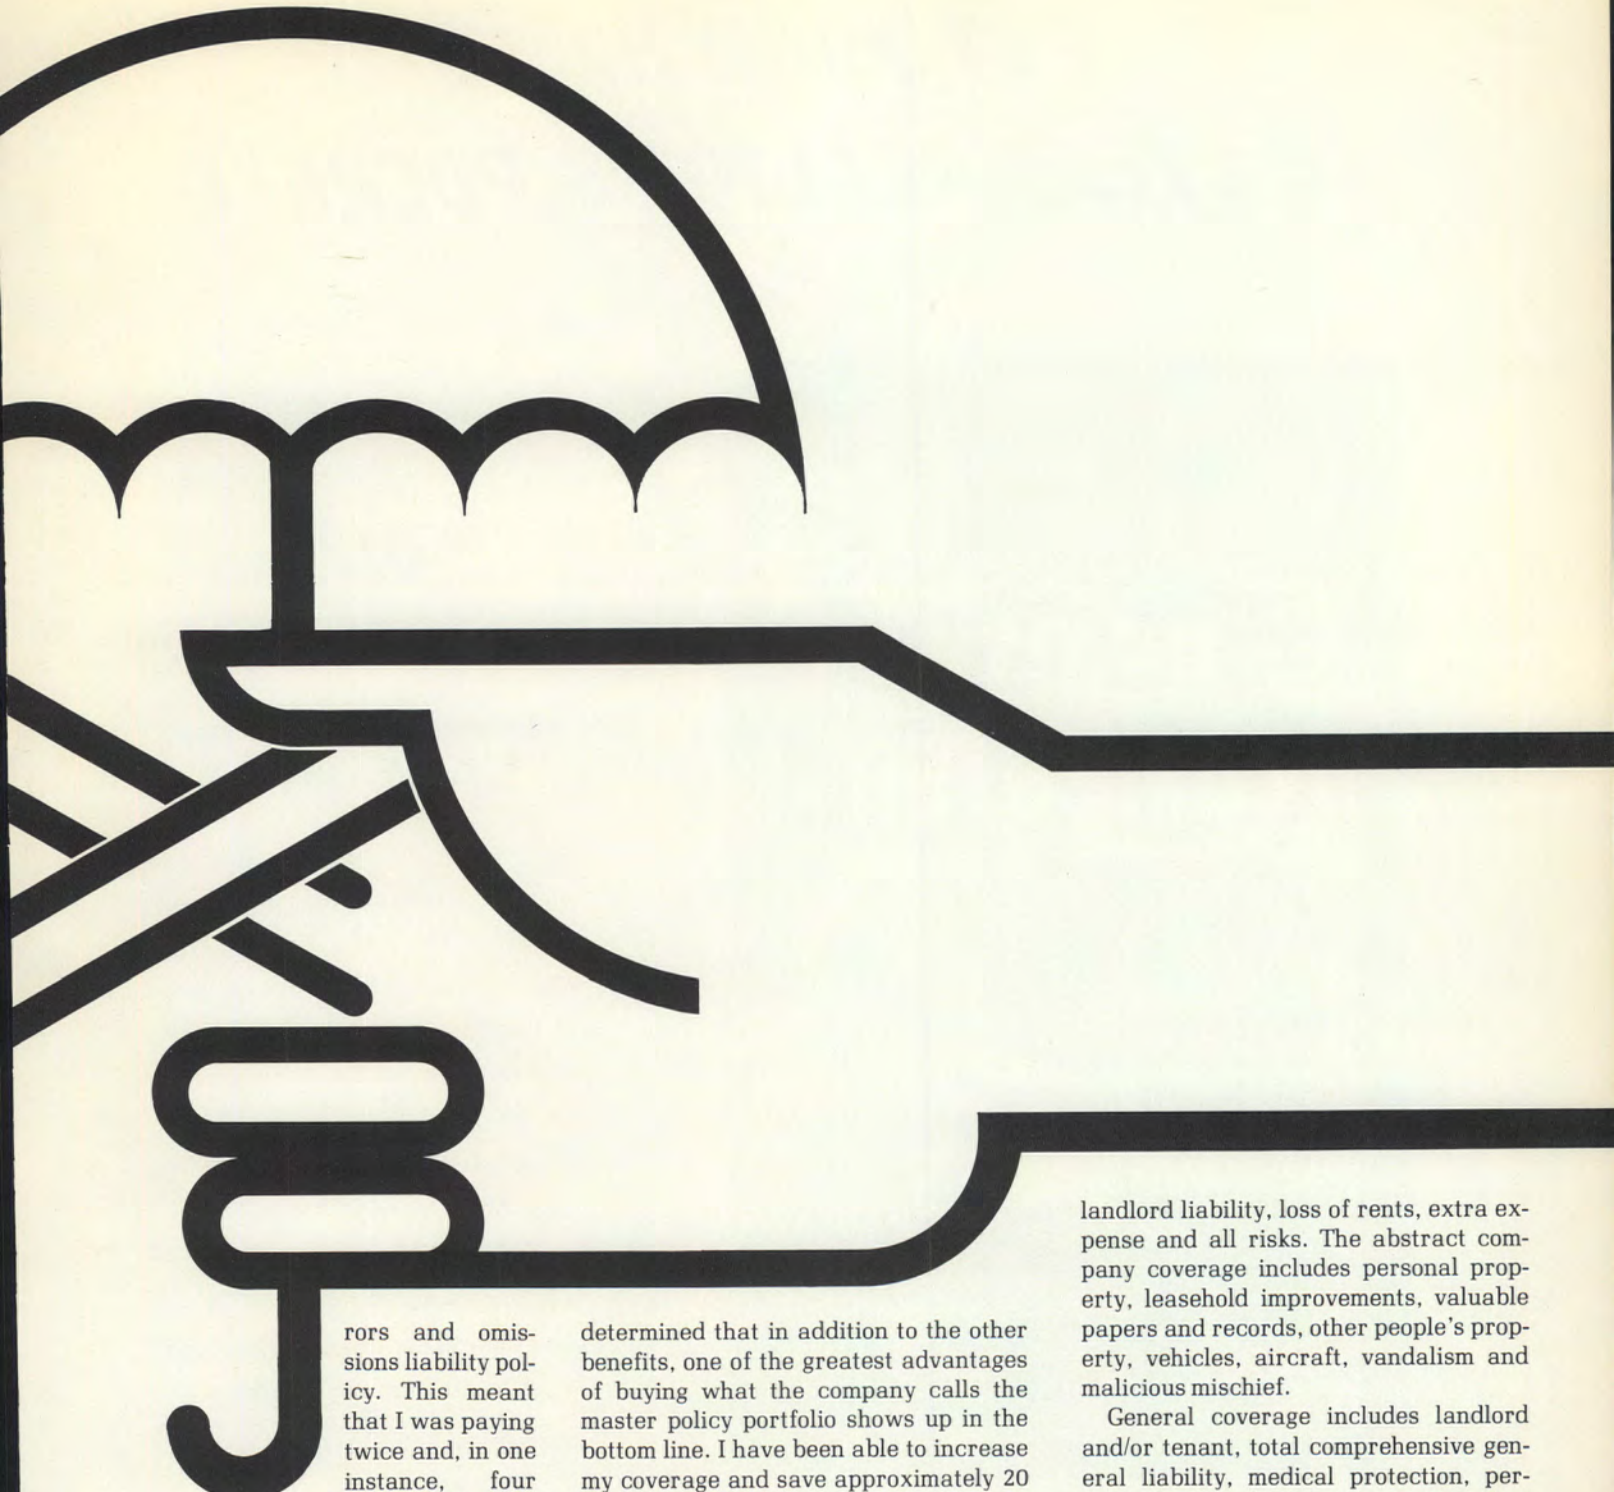 rors and omis-
sions liability pol-
icy. This meant
that I was paying
twice and, in one
instance, four
determined that in addition to the other
benefits, one of the greatest advantages
of buying what the company calls the
master policy portfolio shows up in the
bottom line. I have been able to increase
my coverage and save approximately 20
landlord liability, loss of rents, extra ex-
pense and all risks. The abstract com-
pany coverage includes personal prop-
erty, leasehold improvements, valuable
papers and records, other people's prop-
erty, vehicles, aircraft, vandalism and
malicious mischief.
General coverage includes landlord
and/or tenant, total comprehensive gen-
eral liability, medical protection, per-